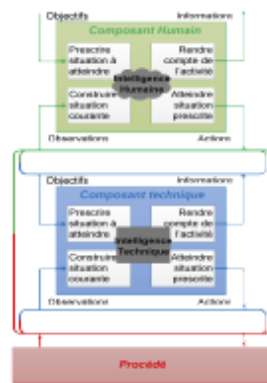 Objectifs Informations
Composant Humain
Prescrire situation à atteindre
Rendre compte de l'activité
Intelligence Humaine
Construire situation courante
Atteindre situation prescrite
Observations Actions
Objectifs Informations
Composant technique
Prescrire situation à atteindre
Rendre compte de l'activité
Intelligence Technique
Construire situation courante
Atteindre situation prescrite
Observations Actions
Procédé